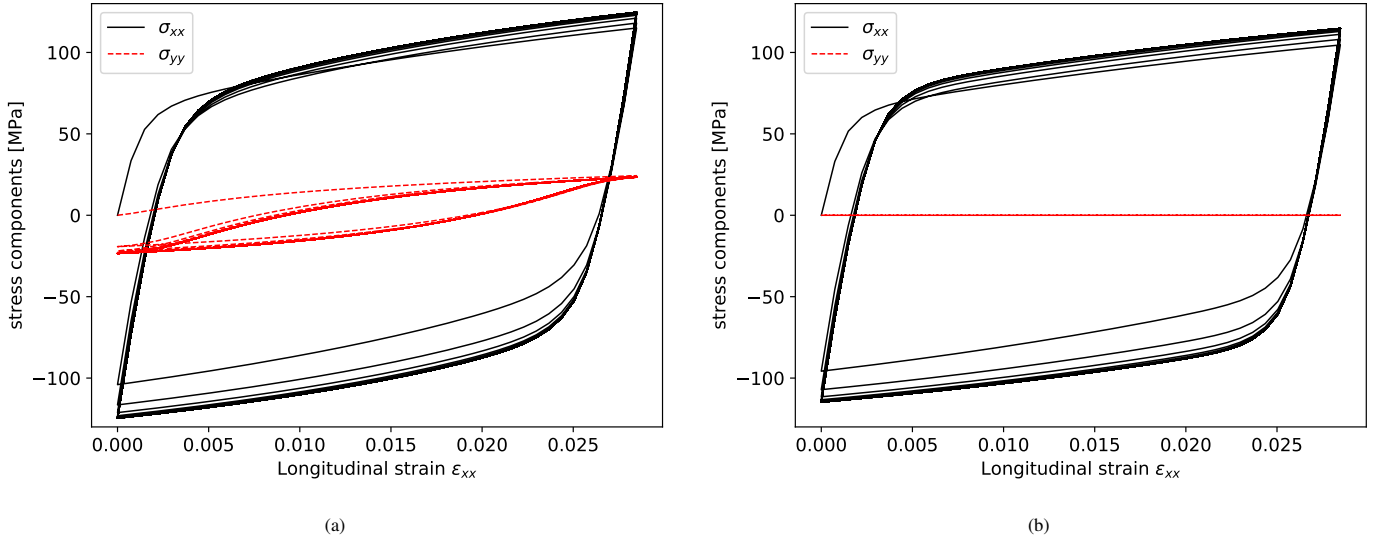 σxx
σyy
100
50
0
−50
−100
stress components [MPa]
0.000 0.005 0.010 0.015 0.020 0.025
Longitudinal strain εxx
(a)
σxx
σyy
100
50
0
−50
−100
stress components [MPa]
0.000 0.005 0.010 0.015 0.020 0.025
Longitudinal strain εxx
(b)